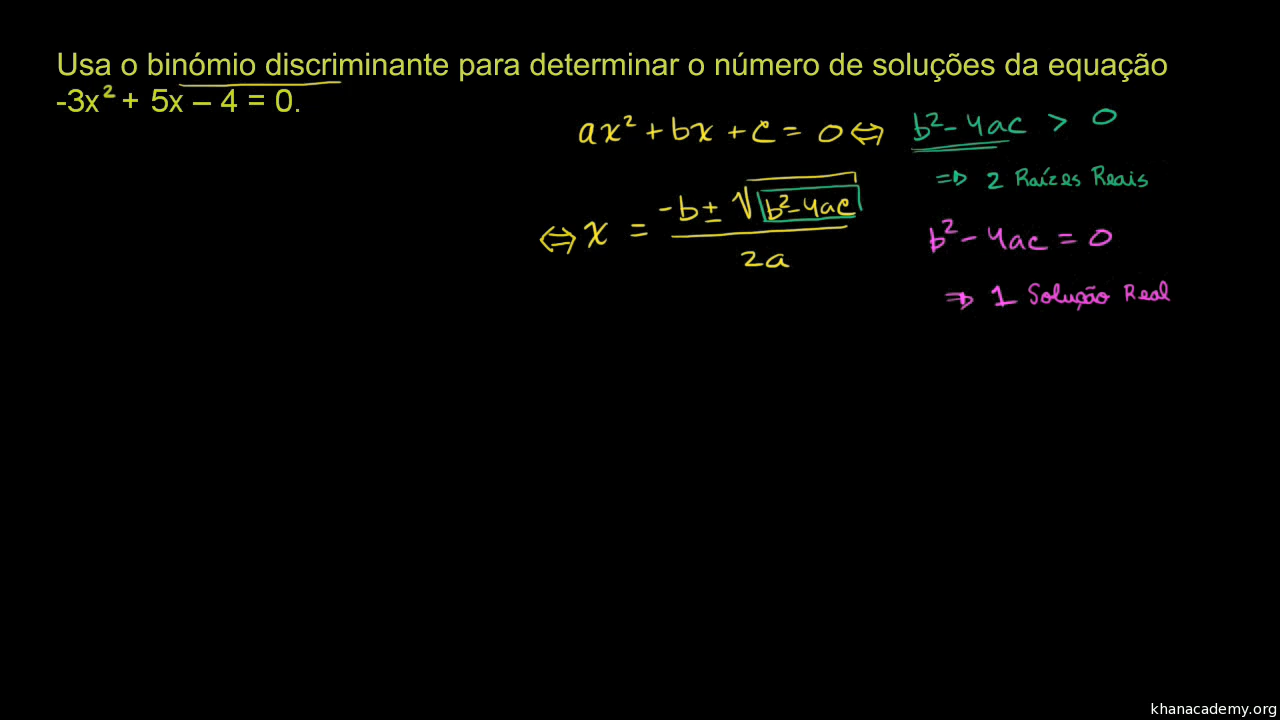 Usa o binómio discriminante para determinar o número de soluções da equação
-3x² + 5x – 4 = 0.
ax² + bx + c = 0 ⇔
⇔ x = -b ± √b² - 4ac / 2a
b² - 4ac > 0
⇒ 2 Raízes Reais
b² - 4ac = 0
⇒ 1 Solução Real
khanacademy.org